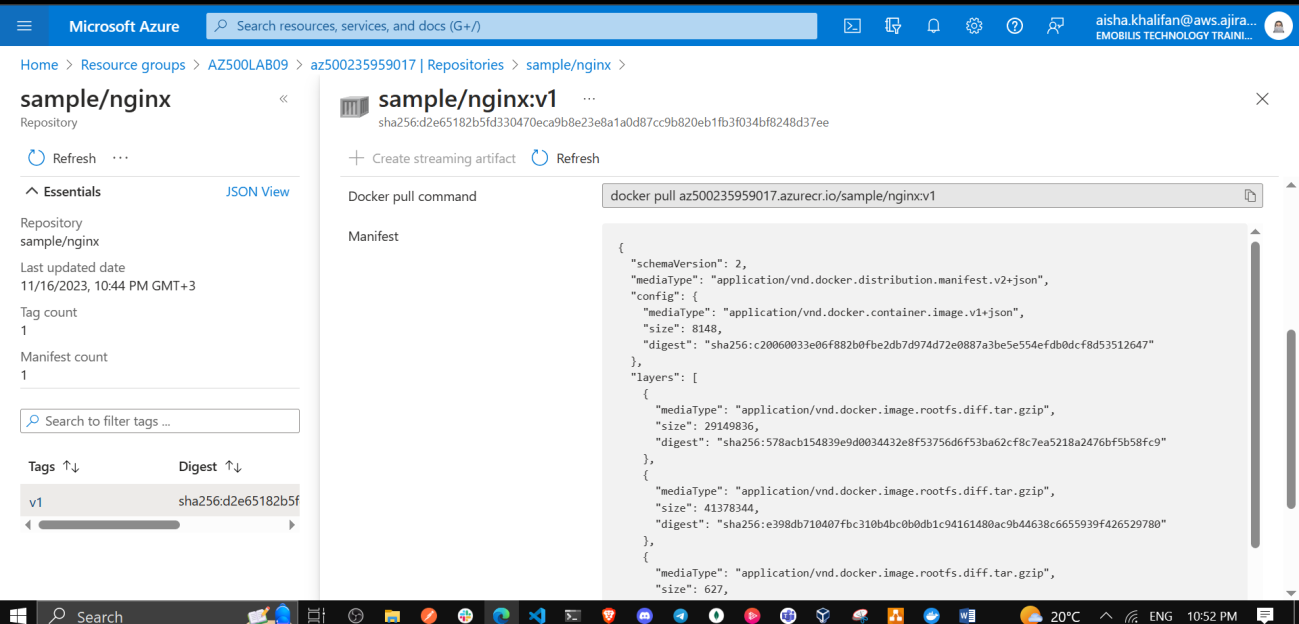 Microsoft Azure
Search resources, services, and docs (G+/)
aisha.khalifan@aws.ajira...
EMOBILIS TECHNOLOGY TRAINI...
Home > Resource groups > AZ500LAB09 > az500235959017 | Repositories > sample/nginx >
sample/nginx
Repository
Refresh ...
Essentials
JSON View
Repository
sample/nginx
Last updated date
11/16/2023, 10:44 PM GMT+3
Tag count
1
Manifest count
1
Search to filter tags ...
Tags ↑↓ Digest ↑↓
v1 sha256:d2e65182b5f
sample/nginx:v1 ...
sha256:d2e65182b5fd330470eca9b8e23e8a1a0d87cc9b820eb1fb3f034bf8248d37ee
Create streaming artifact Refresh
Docker pull command
docker pull az500235959017.azurecr.io/sample/nginx:v1
Manifest
{
"schemaVersion": 2,
"mediaType": "application/vnd.docker.distribution.manifest.v2+json",
"config": {
"mediaType": "application/vnd.docker.container.image.v1+json",
"size": 8148,
"digest": "sha256:c20060033e06f882b0fbe2db7d974d72e0887a3be5e554efdb0dcf8d53512647"
},
"layers": [
{
"mediaType": "application/vnd.docker.image.rootfs.diff.tar.gzip",
"size": 29149836,
"digest": "sha256:578acb154839e9d0034432e8f53756d6f53ba62cf8c7ea5218a2476bf5b58fc9"
},
{
"mediaType": "application/vnd.docker.image.rootfs.diff.tar.gzip",
"size": 41378344,
"digest": "sha256:e398db710407fbc310b4bc0b0db1c94161480ac9b44638c6655939f426529780"
},
{
"mediaType": "application/vnd.docker.image.rootfs.diff.tar.gzip",
"size": 627,
Search
20°C
ENG
10:52 PM